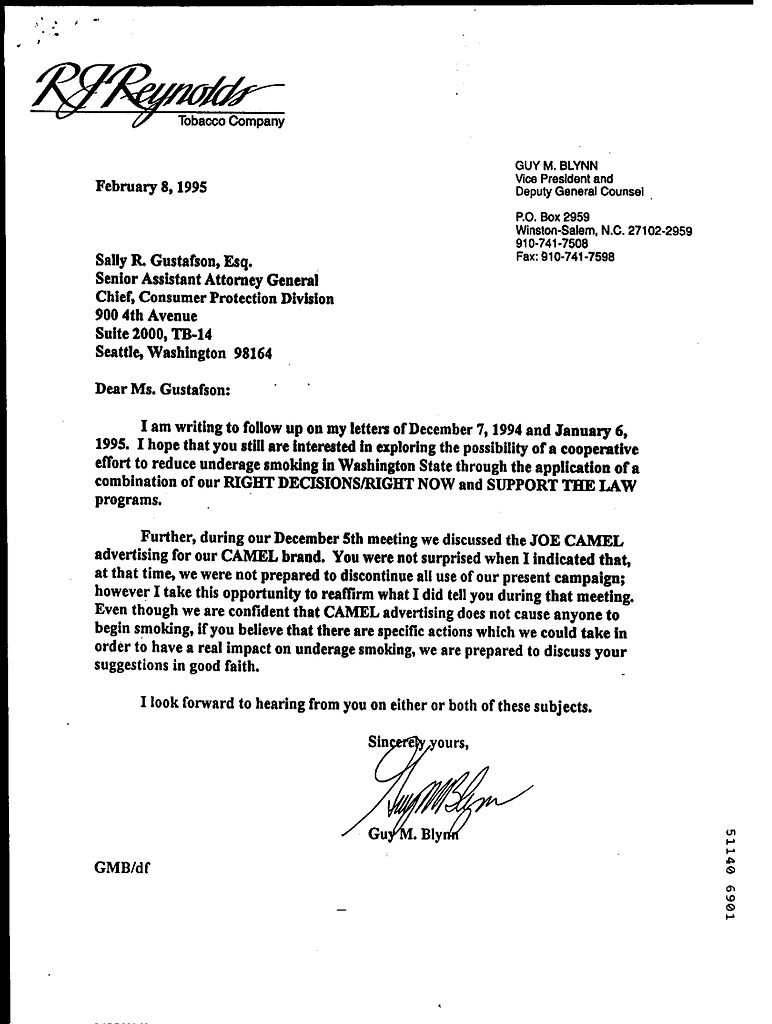 RJReynolds
Tobacco Company
GUY M. BLYNN
Vice President and
Deputy General Counsel
P.O. Box 2959
Winston-Salem, N.C. 27102-2959
910-741-7508
Fax: 910-741-7598
February 8, 1995
Sally R. Gustafson, Esq.
Senior Assistant Attorney General
Chief, Consumer Protection Division
900 4th Avenue
Suite 2000, TB-14
Seattle, Washington 98164
Dear Ms. Gustafson:
I am writing to follow up on my letters of December 7, 1994 and January 6,
1995. I hope that you still are interested in exploring the possibility of a cooperative
effort to reduce underage smoking in Washington State through the application of a
combination of our RIGHT DECISIONS/RIGHT NOW and SUPPORT THE LAW
programs.
Further, during our December 5th meeting we discussed the JOE CAMEL
advertising for our CAMEL brand. You were not surprised when I indicated that,
at that time, we were not prepared to discontinue all use of our present campaign;
however I take this opportunity to reaffirm what I did tell you during that meeting.
Even though we are confident that CAMEL advertising does not cause anyone to
begin smoking, if you believe that there are specific actions which we could take in
order to have a real impact on underage smoking, we are prepared to discuss your
suggestions in good faith.
I look forward to hearing from you on either or both of these subjects.
Sincerely yours,
Guy M Blynn
Guy M. Blynn
GMB/df
51140 6901